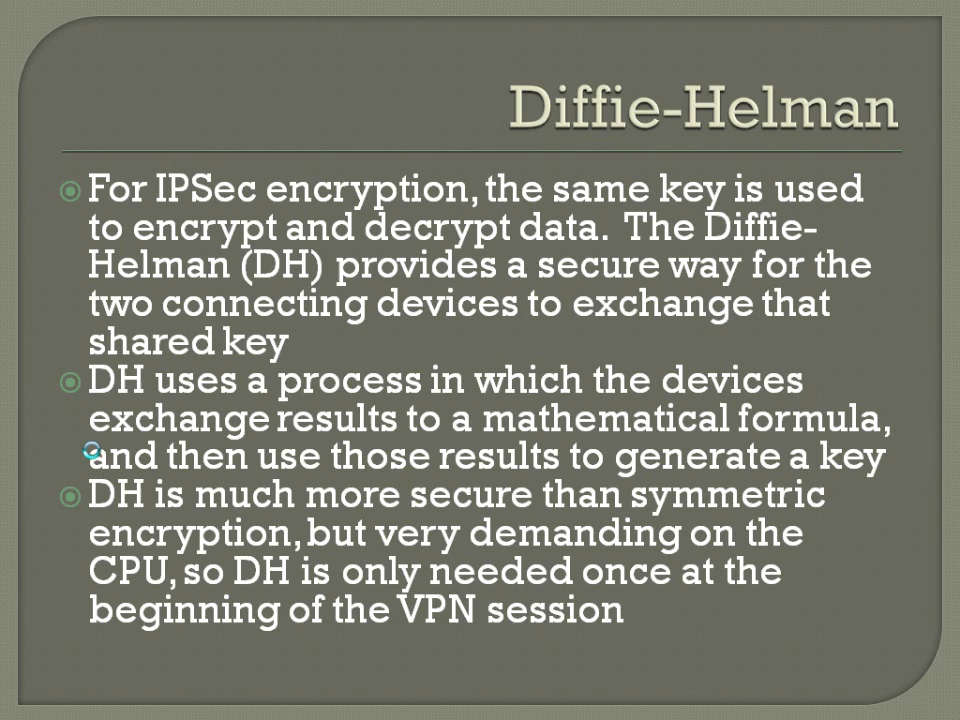 Diffie-Helman
For IPSec encryption, the same key is used
to encrypt and decrypt data. The Diffie-
Helman (DH) provides a secure way for the
two connecting devices to exchange that
shared key
DH uses a process in which the devices
exchange results to a mathematical formula,
and then use those results to generate a key
DH is much more secure than symmetric
encryption, but very demanding on the
CPU, so DH is only needed once at the
beginning of the VPN session